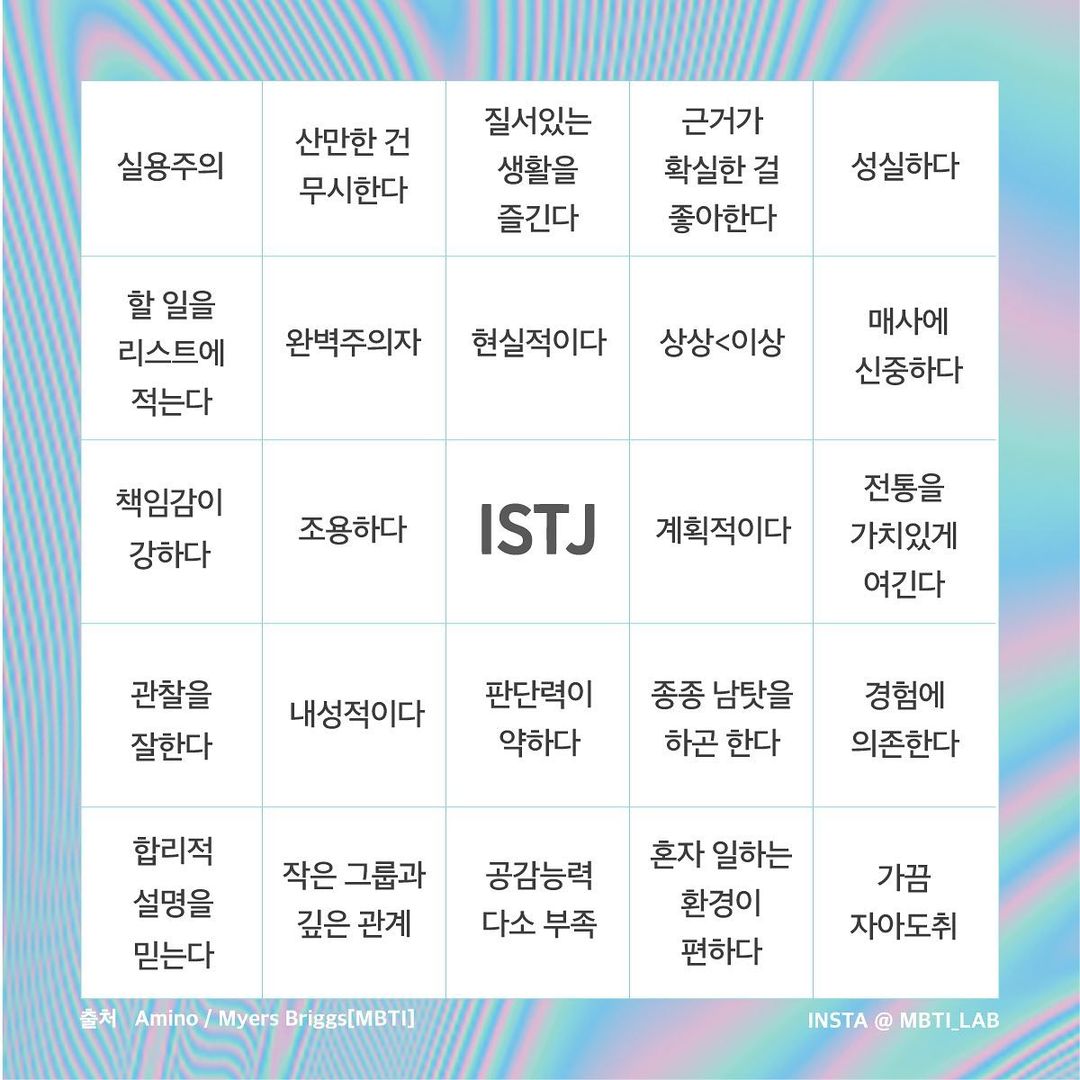 실용주의
산만한 건
무시한다
질서있는
생활을
즐긴다
근거가
확실한 걸
좋아한다
성실하다
할 일을
리스트에
적는다
완벽주의자
현실적이다
상상<이상
매사에
신중하다
책임감이
강하다
조용하다
ISTJ
계획적이다
전통을
가치있게
여긴다
관찰을
잘한다
내성적이다
판단력이
약하다
종종 남탓을
하곤 한다
경험에
의존한다
합리적
설명을
믿는다
작은 그룹과
깊은 관계
공감능력
다소 부족
혼자 일하는
환경이
편하다
가끔
자아도취
출처 Amino / Myers Briggs[MBTI]
INSTA @ MBTI_LAB